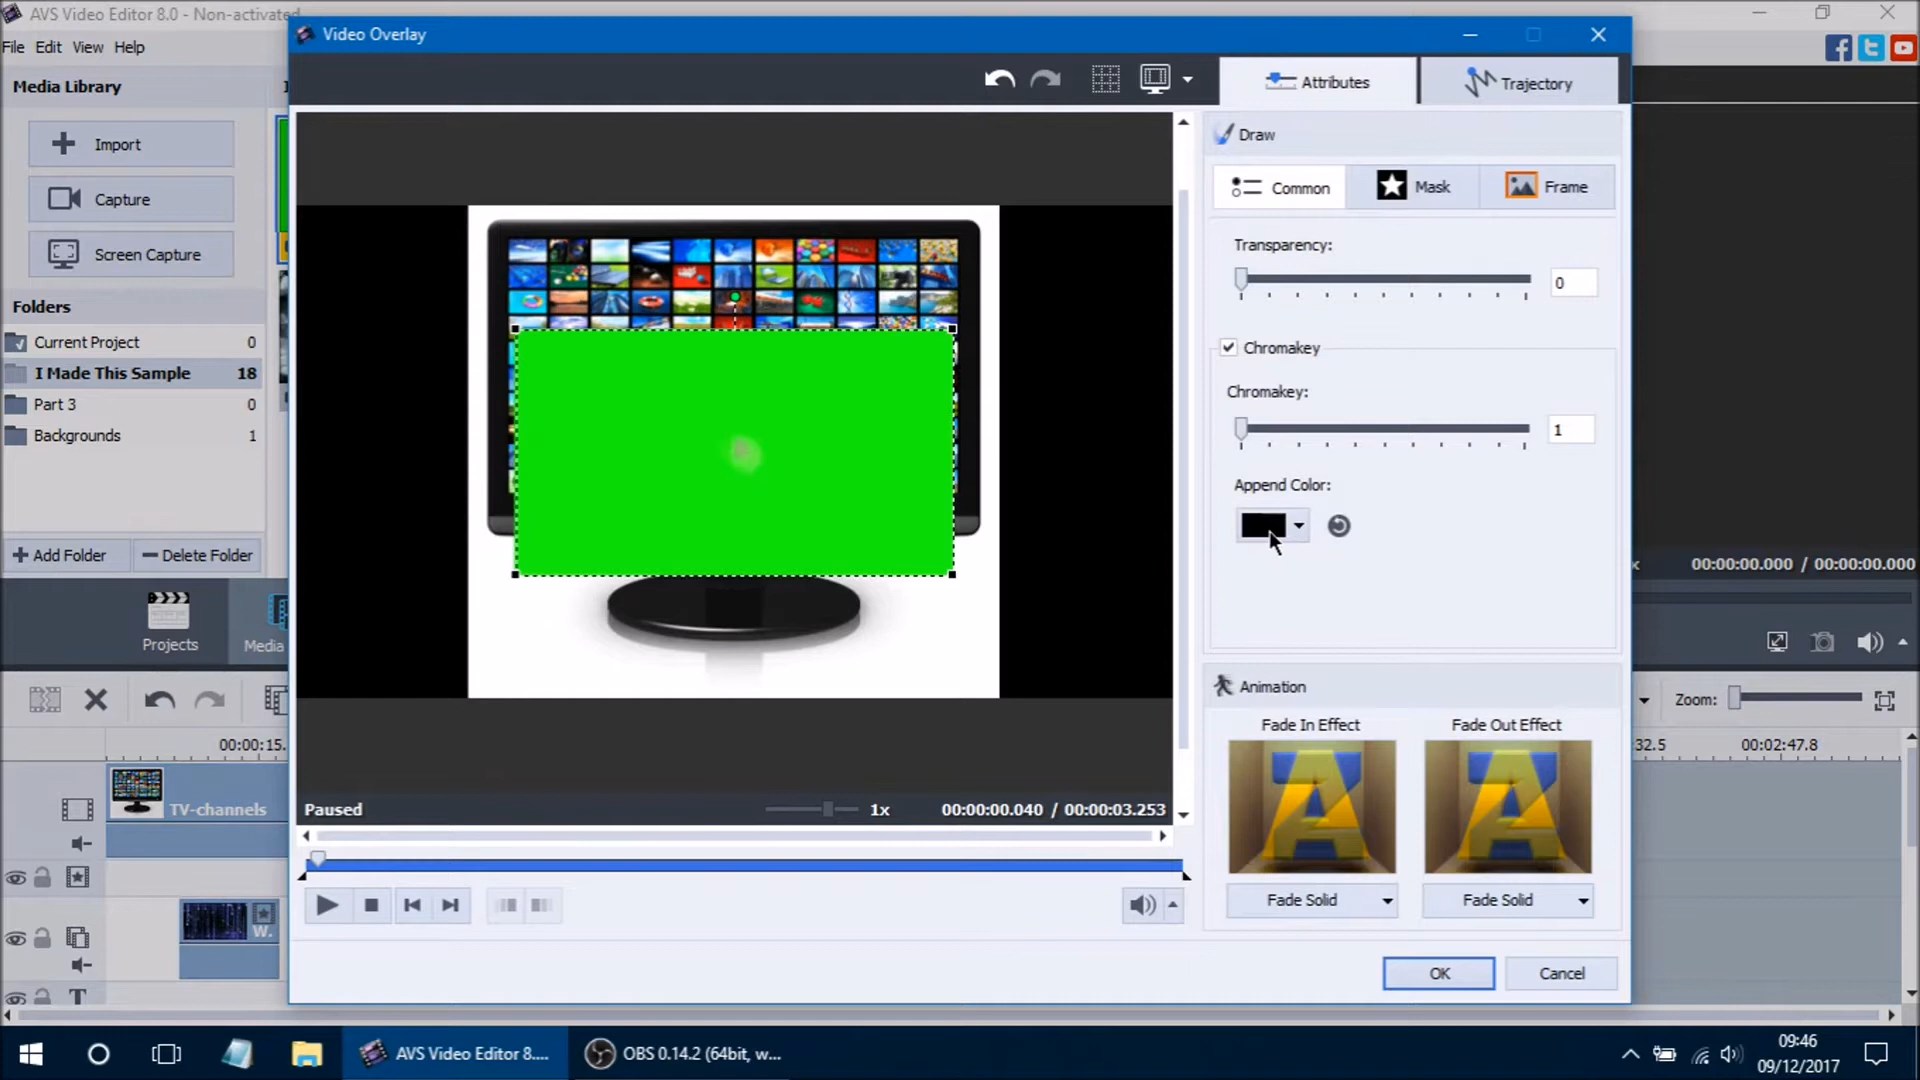 AVS Video Editor 8.0 - Non-activated
Video Overlay
File Edit View Help
Media Library
Attributes
Trajectory
Draw
Import
Common
Mask
Frame
Capture
Transparency:
0
Screen Capture
Folders
Current Project 0
Chromakey
I Made This Sample 18
Chromakey:
Part 3 0
1
Backgrounds 1
Append Color:
Add Folder
Delete Folder
00:00:00.000 / 00:00:00.000
Projects
Media
Animation
Zoom:
Fade In Effect
Fade Out Effect
00:00:15.
:32.5
00:02:47.8
TV-channels
Paused
1x
00:00:00.040 / 00:00:03.253
Fade Solid
Fade Solid
W.
OK
Cancel
T
AVS Video Editor 8....
OBS 0.14.2 (64bit, w...
09:46
09/12/2017